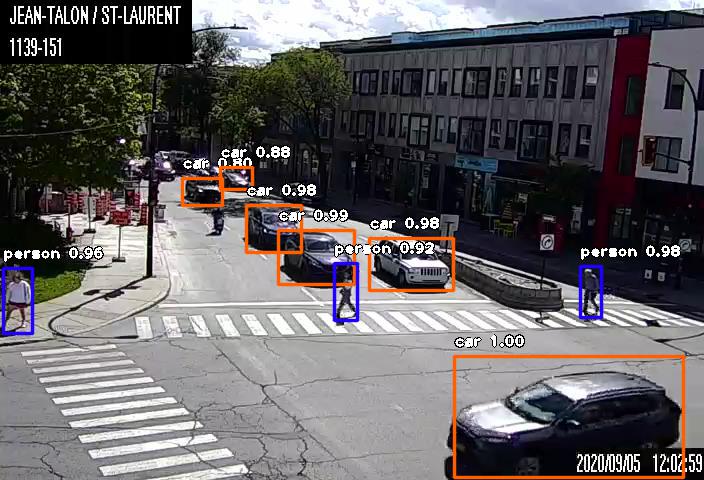 JEAN-TALON / ST-LAURENT
1139-151
car 0.88
car 0.80
car 0.98
car 0.99
car 0.98
person 0.92
person 0.96
person 0.98
car 1.00
2020/09/05 12:02:59